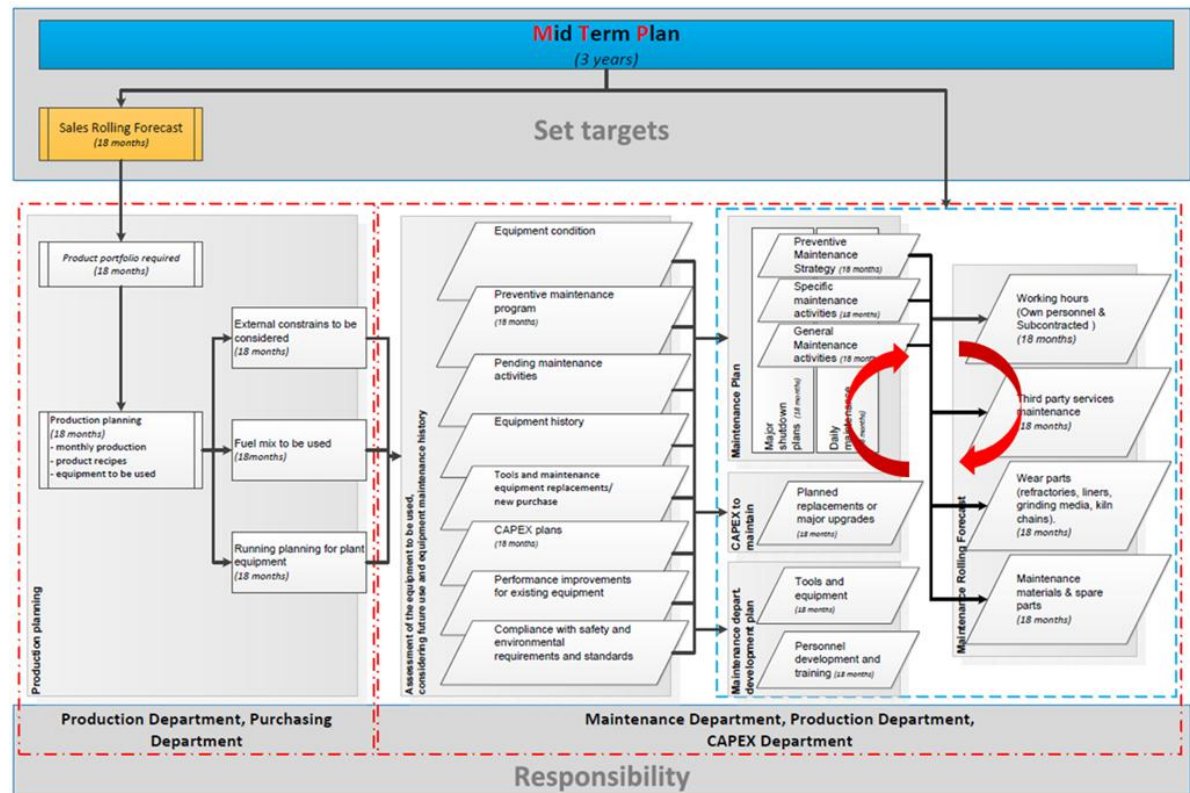 Mid Term Plan
(3 years)
Sales Rolling Forecast
(18 months)
Set targets
Product portfolio required
(18 months)
Production planning
(18 months)
- monthly production
- product recipes
- equipment to be used
External constrains to be
considered
(18 months)
Fuel mix to be used
(18months)
Running planning for plant
equipment
(18 months)
Production planning
Assessment of the equipment to be used,
considering future use and equipment maintenance history
Equipment condition
Preventive maintenance
program
(18 months)
Pending maintenance
activities
Equipment history
Tools and maintenance
equipment replacements/
new purchase
CAPEX plans
(18 months)
Performance improvements
for existing equipment
Compliance with safety and
environmental
requirements and standards
Maintenance Plan
Preventive
Maintenance
Strategy (18 months)
Specific
maintenance
activities (18 months)
General
Maintenance
activities (18 month
Major
shutdown
plans (18 months)
Daily
maintenance
months)
CAPEX to
maintain
Planned
replacements or
major upgrades
(18 months)
Maintenance depart.
development plan
Tools and
equipment
(18 months)
Personnel
development and
training (18 months)
Maintenance Rolling Forecast
Working hours
(Own personnel &
Subcontracted )
(18 months)
Third party services
maintenance
(18 months)
Wear parts
(refractories, liners,
grinding media, kiln
chains).
(18 months)
Maintenance
materials & spare
parts
(18 months)
Production Department, Purchasing
Department
Maintenance Department, Production Department,
CAPEX Department
Responsibility